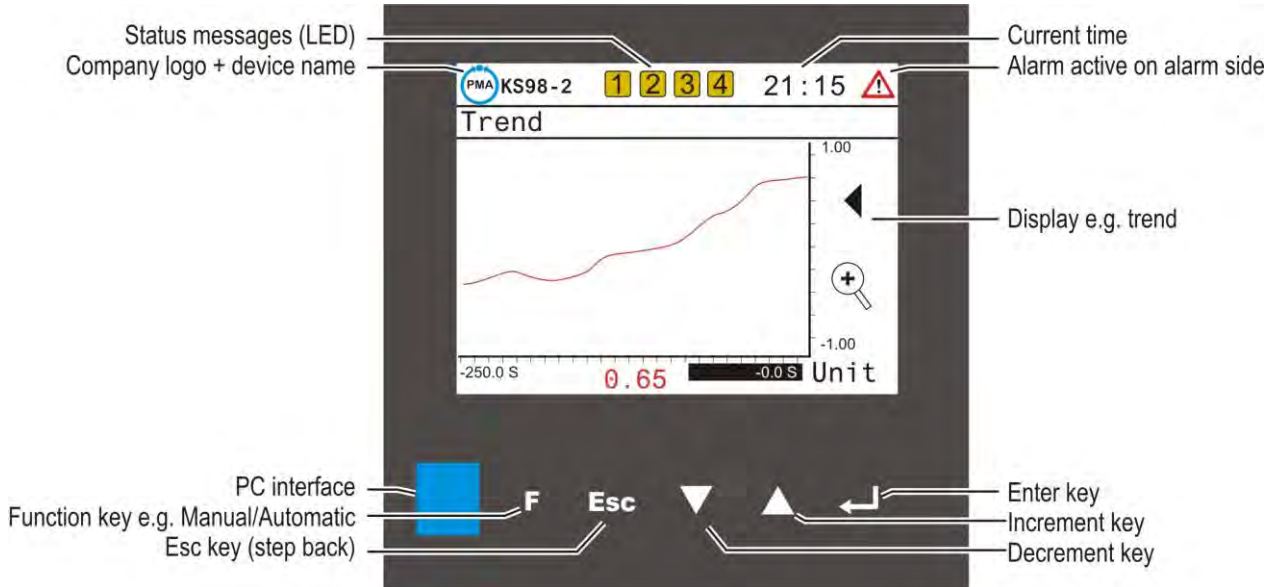 Status messages (LED)
Company logo + device name
Current time
Alarm active on alarm side
PMA KS98-2 1 2 3 4 21:15 !
Trend
1.00
Display e.g. trend
-1.00
-250.0 S 0.65 -0.0 S Unit
PC interface
Function key e.g. Manual/Automatic
Esc key (step back)
F Esc
Enter key
Increment key
Decrement key